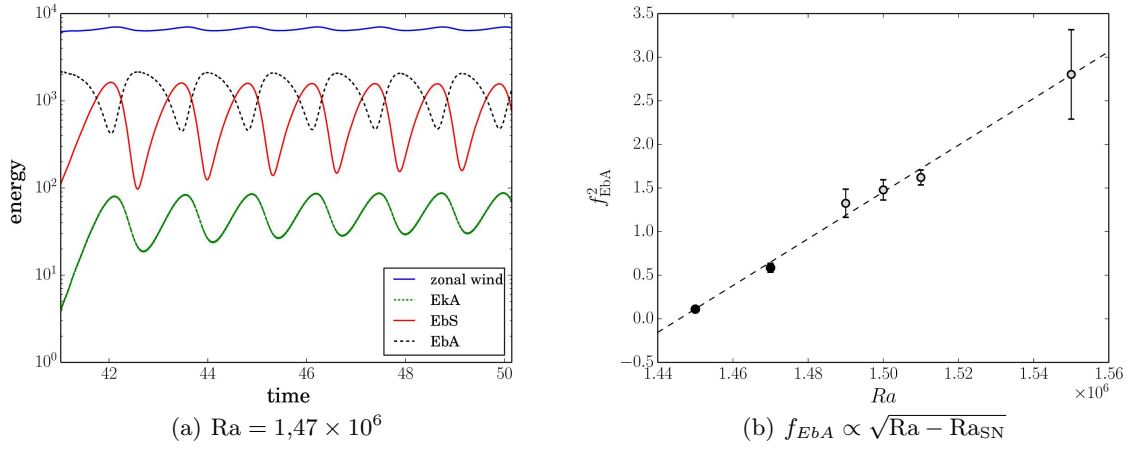 10^4
10^3
10^2
10^1
10^0
energy
42
44
46
48
50
time
zonal wind
EkA
EbS
EbA
(a) Ra = 1,47 × 10^6
3.5
3.0
2.5
2.0
1.5
1.0
0.5
0.0
−0.5
f^2_EbA
1.44
1.46
1.48
1.50
1.52
1.54
1.56
×10^6
Ra
(b) f_EbA ∝ √(Ra − Ra_SN)